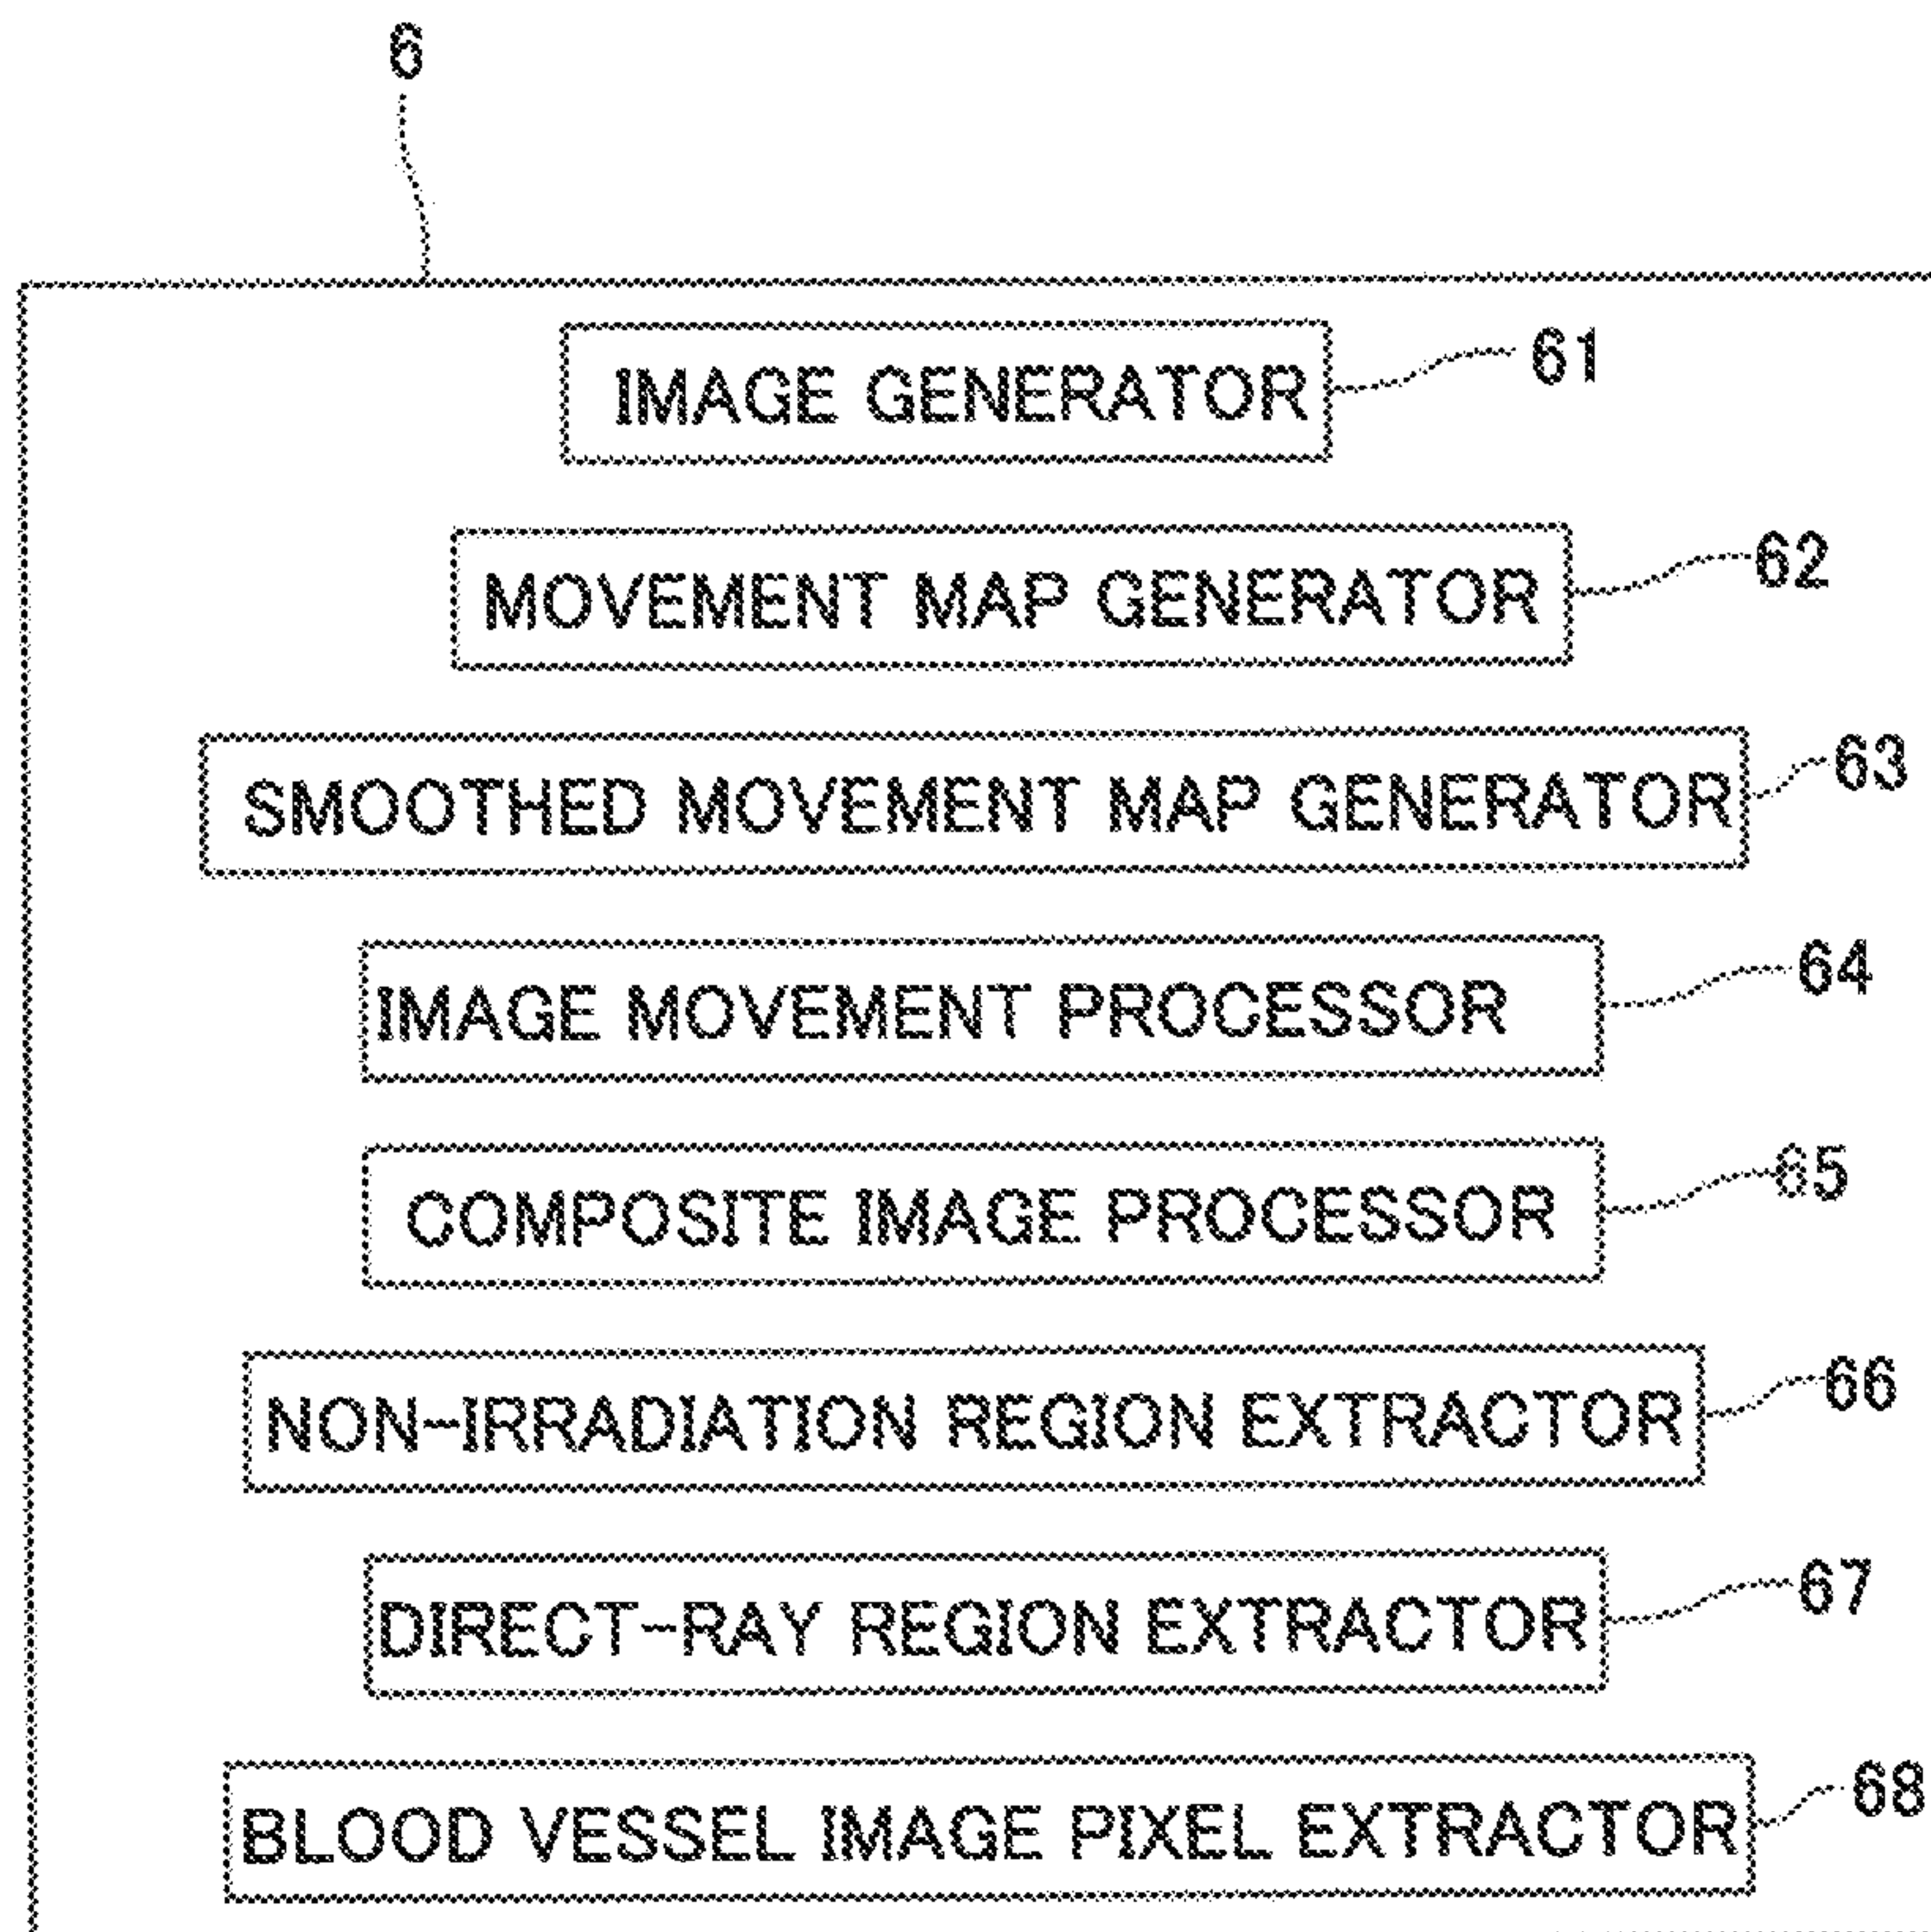 6
IMAGE GENERATOR 61
MOVEMENT MAP GENERATOR 62
SMOOTHED MOVEMENT MAP GENERATOR 63
IMAGE MOVEMENT PROCESSOR 64
COMPOSITE IMAGE PROCESSOR 65
NON-IRRADIATION REGION EXTRACTOR 66
DIRECT-RAY REGION EXTRACTOR 67
BLOOD VESSEL IMAGE PIXEL EXTRACTOR 68